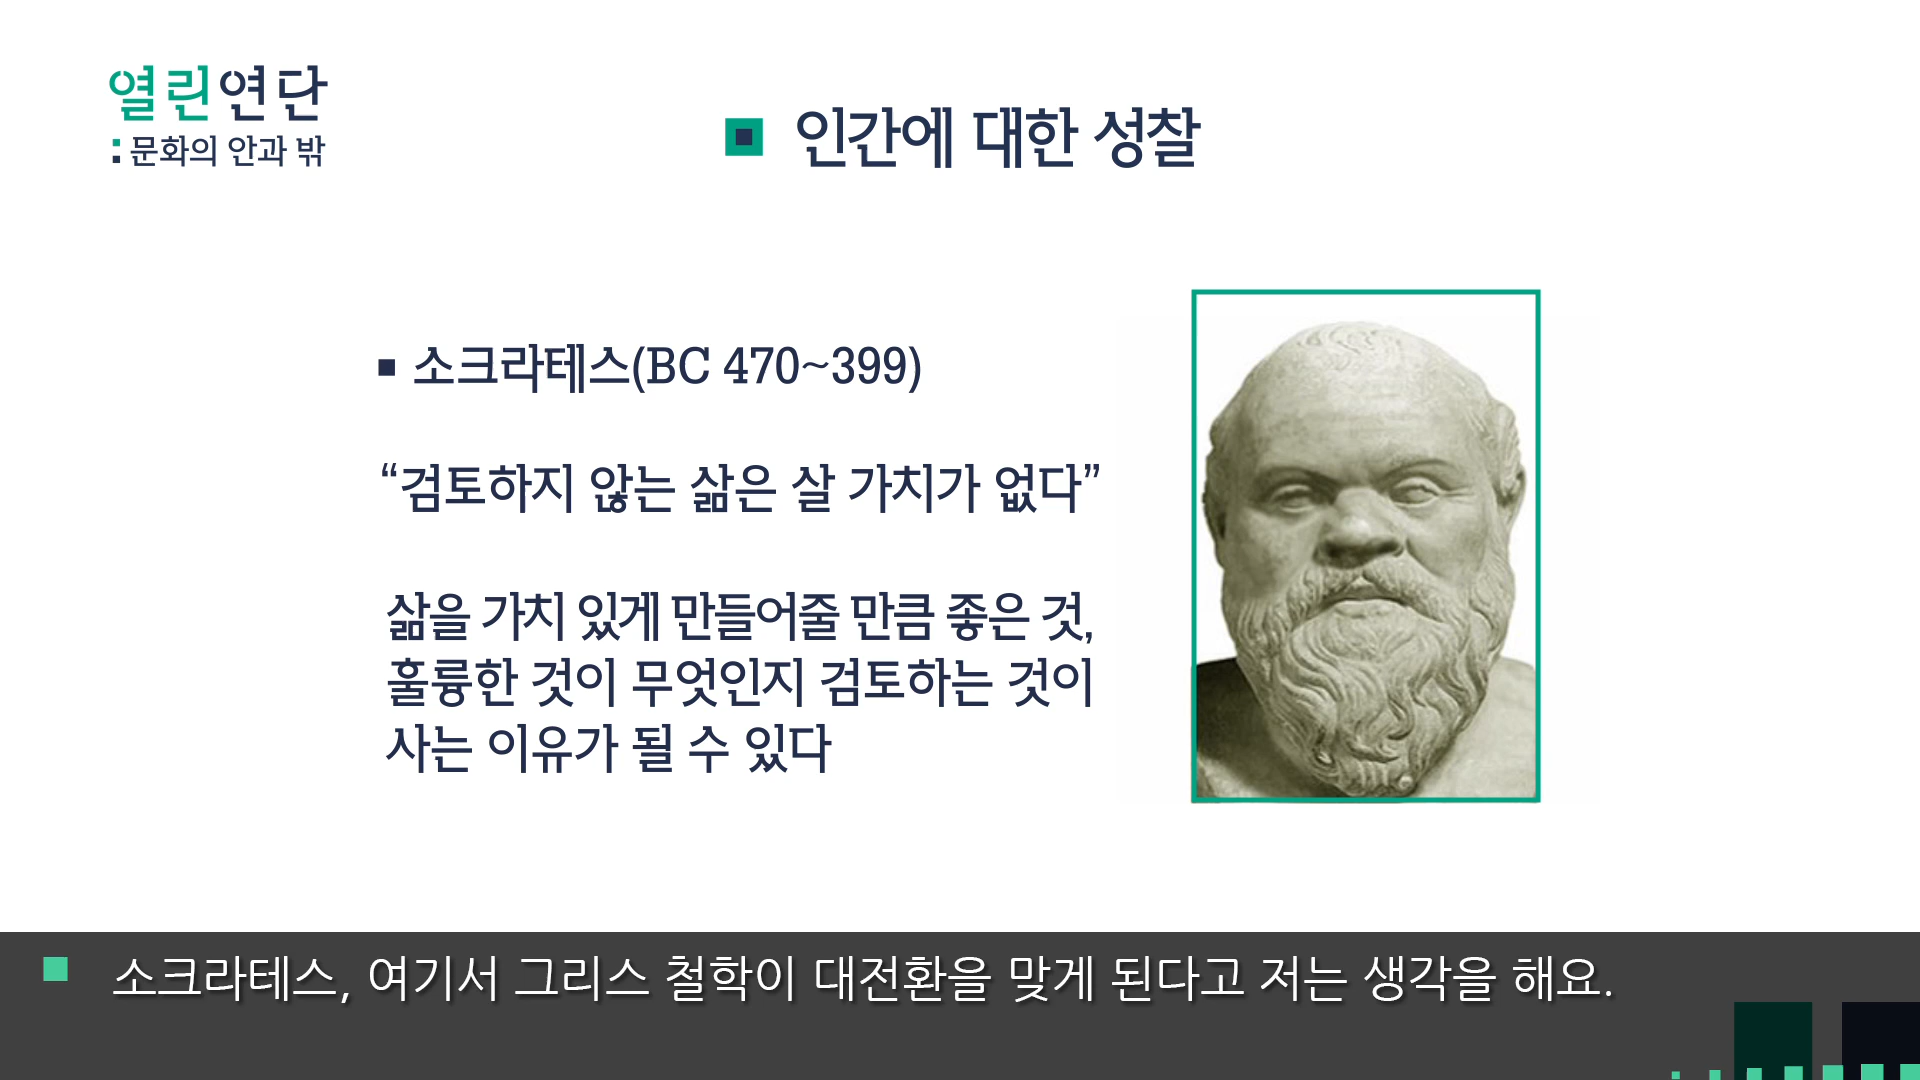 열린연단
:문화의 안과 밖
인간에 대한 성찰
소크라테스(BC 470~399)
“검토하지 않는 삶은 살 가치가 없다”
삶을 가치 있게 만들어줄 만큼 좋은 것,
훌륭한 것이 무엇인지 검토하는 것이
사는 이유가 될 수 있다
소크라테스, 여기서 그리스 철학이 대전환을 맞게 된다고 저는 생각을 해요.